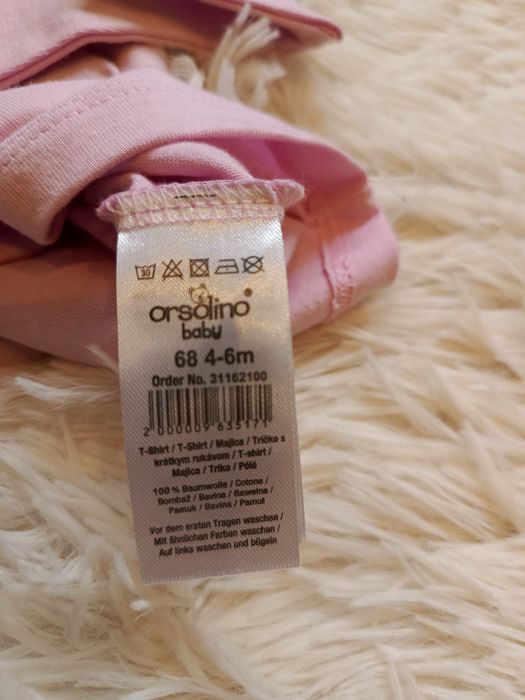 30
orsolino®
baby
68 4-6m
Order No. 31162100
2 000009 635171
T-Shirt / T-Shirt / Majica / Tričko s
krátkym rukávom / T-shirt /
Majica / Triko / Póló
100 % Baumwolle / Cotone /
Bombaž / Bavlna / Bawełna /
Pamuk / Bavlna / Pamut
Vor dem ersten Tragen waschen /
Mit ähnlichen Farben waschen /
Auf links waschen und bügeln